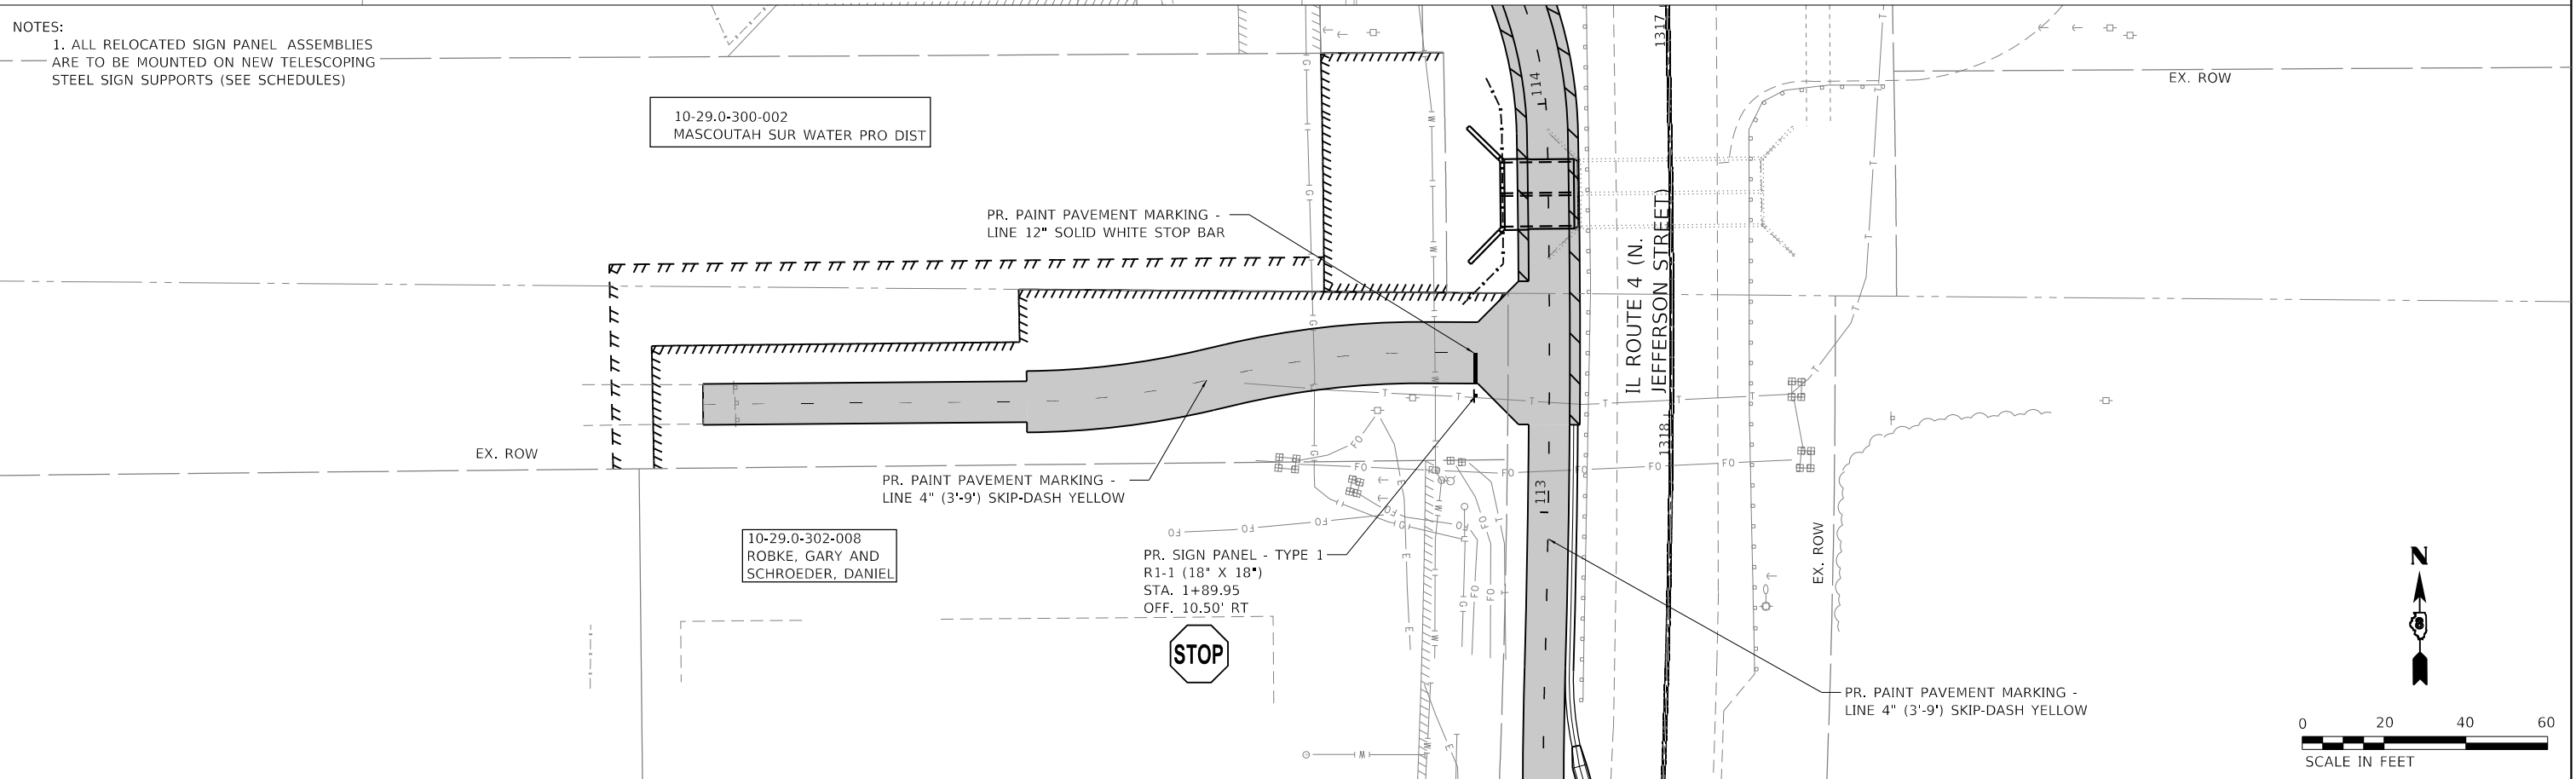 NOTES:
1. ALL RELOCATED SIGN PANEL ASSEMBLIES
ARE TO BE MOUNTED ON NEW TELESCOPING
STEEL SIGN SUPPORTS (SEE SCHEDULES)
10-29.0-300-002
MASCOUTAH SUR WATER PRO DIST
PR. PAINT PAVEMENT MARKING -
LINE 12" SOLID WHITE STOP BAR
114
1317
EX. ROW
IL ROUTE 4 (N.
JEFFERSON STREET)
1318
113
EX. ROW
PR. PAINT PAVEMENT MARKING -
LINE 4" (3'-9') SKIP-DASH YELLOW
10-29.0-302-008
ROBKE, GARY AND
SCHROEDER, DANIEL
PR. SIGN PANEL - TYPE 1
R1-1 (18" X 18")
STA. 1+89.95
OFF. 10.50' RT
STOP
EX. ROW
PR. PAINT PAVEMENT MARKING -
LINE 4" (3'-9') SKIP-DASH YELLOW
N
0 20 40 60
SCALE IN FEET